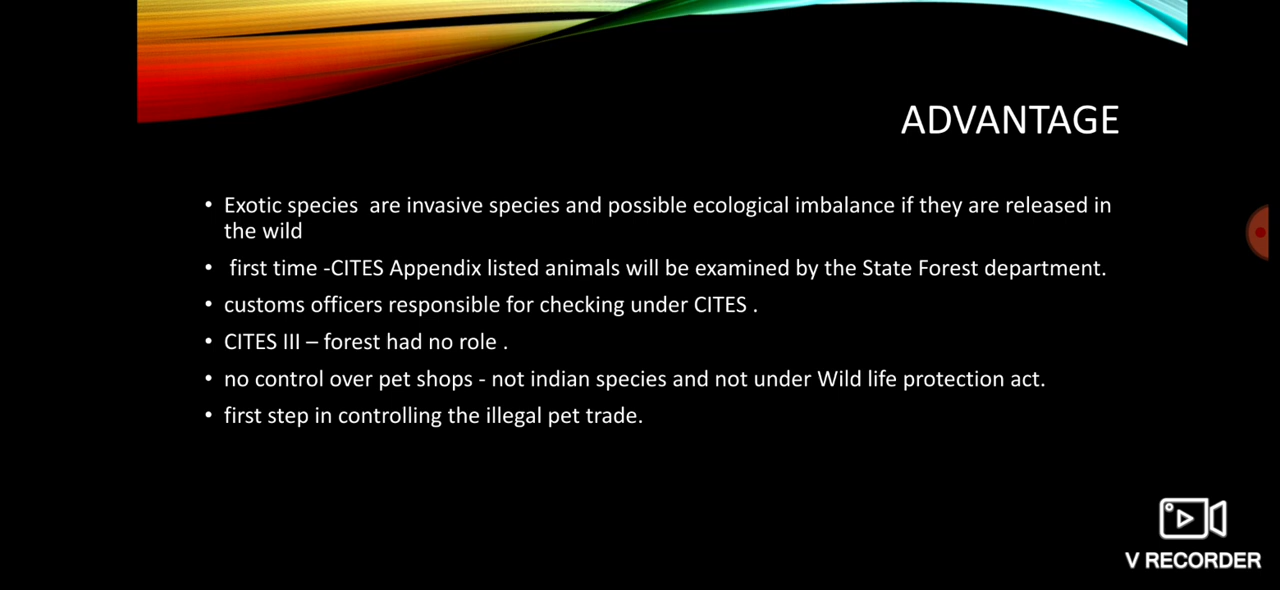 ADVANTAGE
• Exotic species  are invasive species and possible ecological imbalance if they are released in
the wild
•  first time -CITES Appendix listed animals will be examined by the State Forest department.
• customs officers responsible for checking under CITES .
• CITES III – forest had no role .
• no control over pet shops - not indian species and not under Wild life protection act.
• first step in controlling the illegal pet trade.
V RECORDER